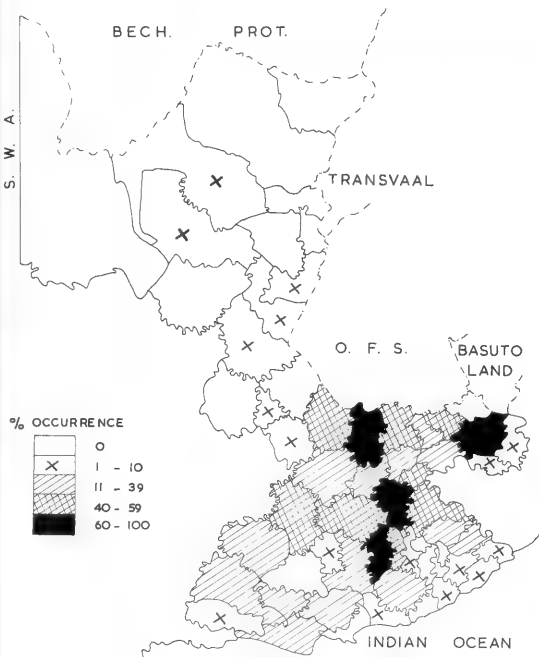 BECH. PROT.
S. W. A.
TRANSVAAL
O. F. S.
BASUTO
LAND
% OCCURRENCE
0
X 1 - 10
11 - 39
40 - 59
60 - 100
INDIAN OCEAN